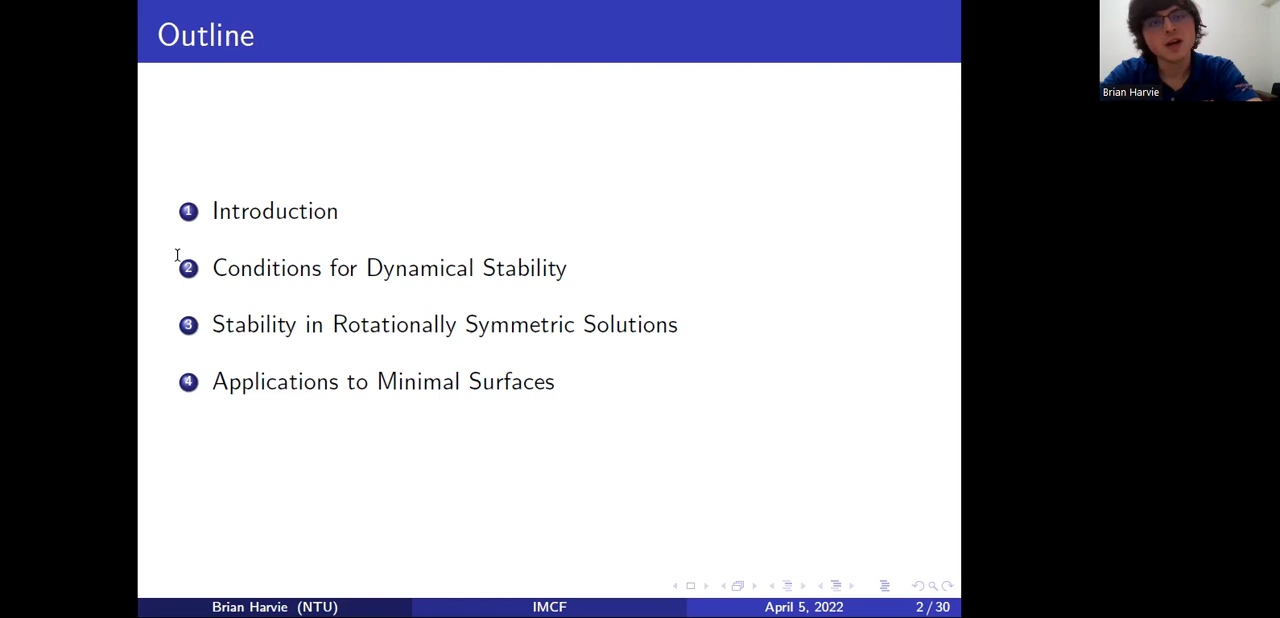 Outline
Brian Harvie
1 Introduction
2 Conditions for Dynamical Stability
3 Stability in Rotationally Symmetric Solutions
4 Applications to Minimal Surfaces
Brian Harvie (NTU) IMCF April 5, 2022 2 / 30